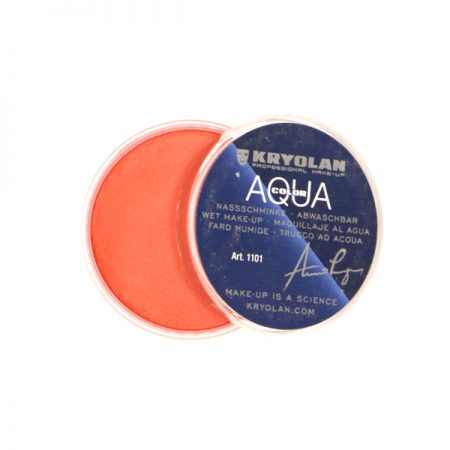 KRYOLAN
PROFESSIONAL MAKE-UP
AQUA
COLOR
NASSSCHMINKE · ABWASCHBAR
WET MAKE-UP · MAQUILLAJE AL AGUA
FARD HUMIDE · TRUCCO AD ACQUA
Art. 1101
MAKE-UP IS A SCIENCE
KRYOLAN.COM